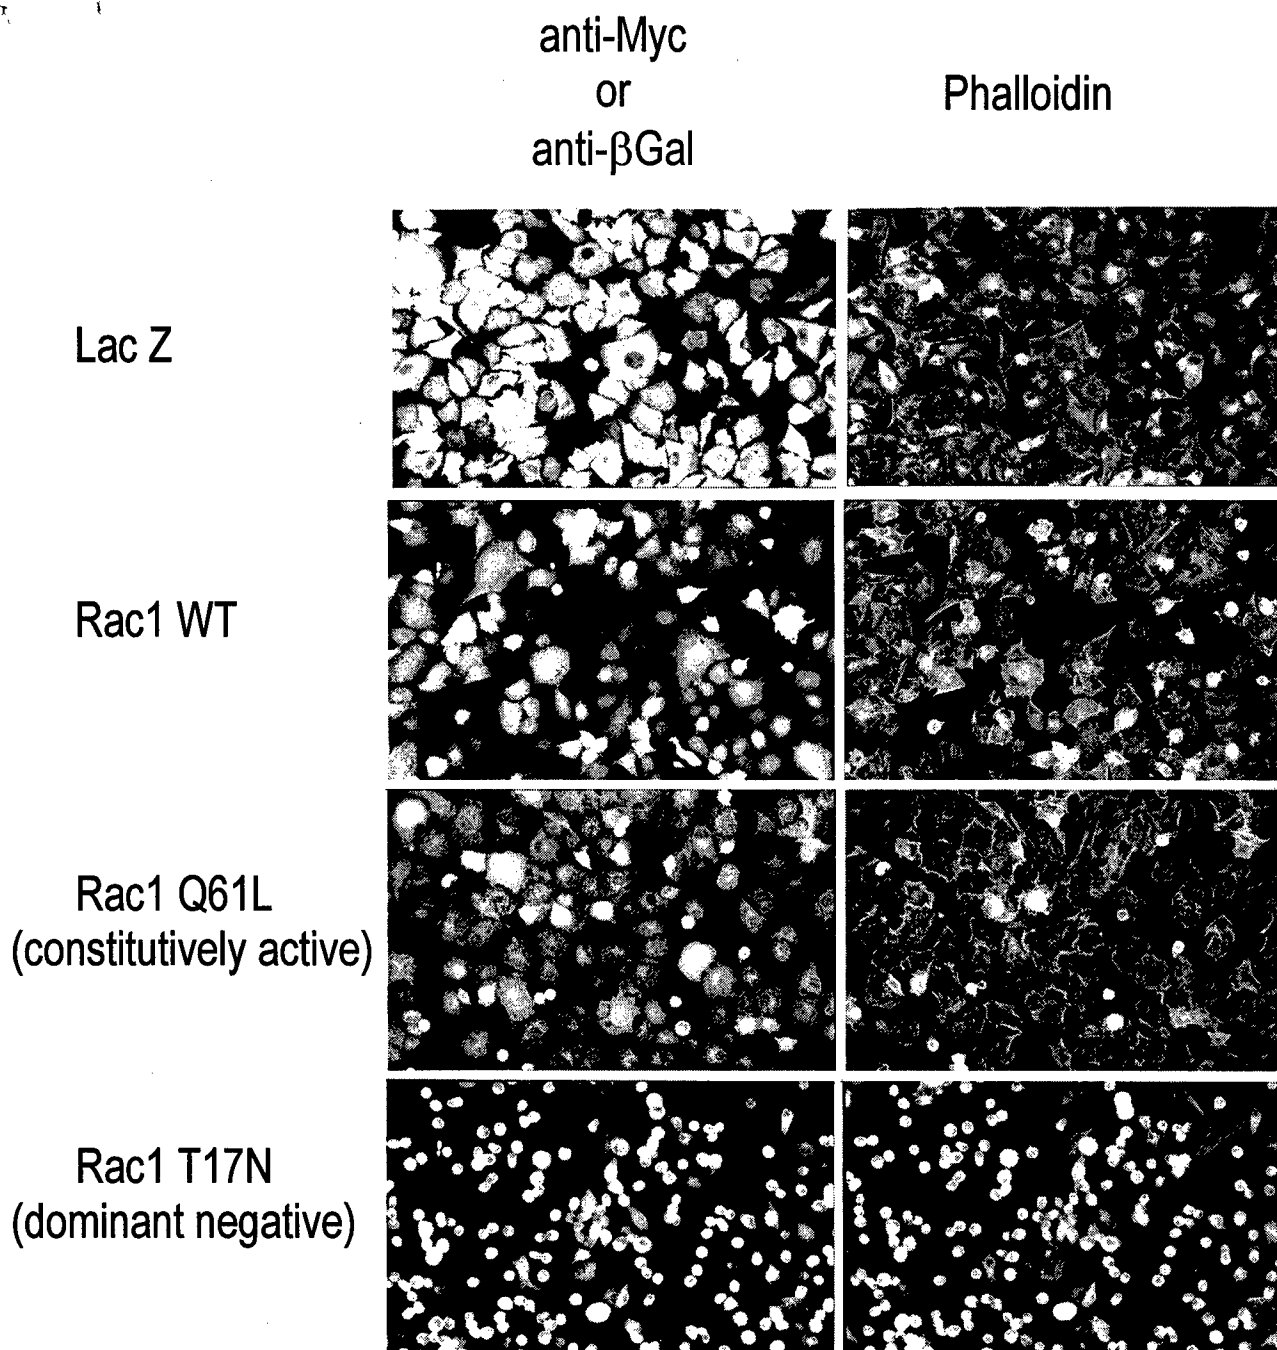 anti-Myc
or
anti-βGal
Phalloidin
Lac Z
Rac1 WT
Rac1 Q61L
(constitutively active)
Rac1 T17N
(dominant negative)